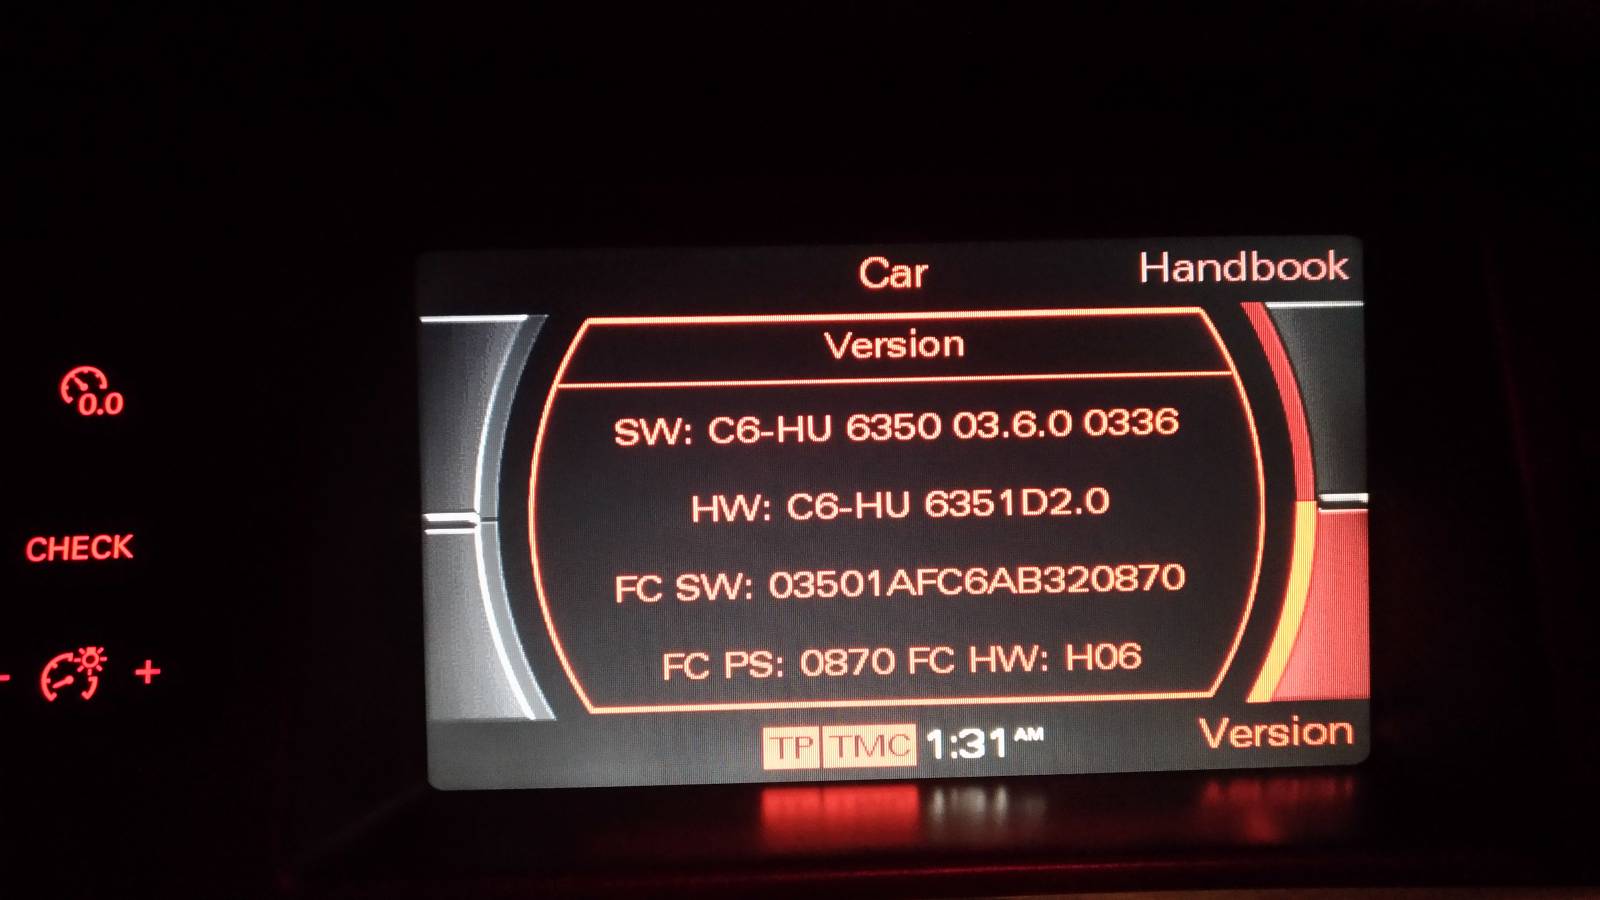 Car
Handbook
Version
SW: C6-HU 6350 03.6.0 0336
HW: C6-HU 6351D2.0
FC SW: 03501AFC6AB320870
FC PS: 0870 FC HW: H06
TP TMC 1:31 AM
Version
0.0
CHECK
- +